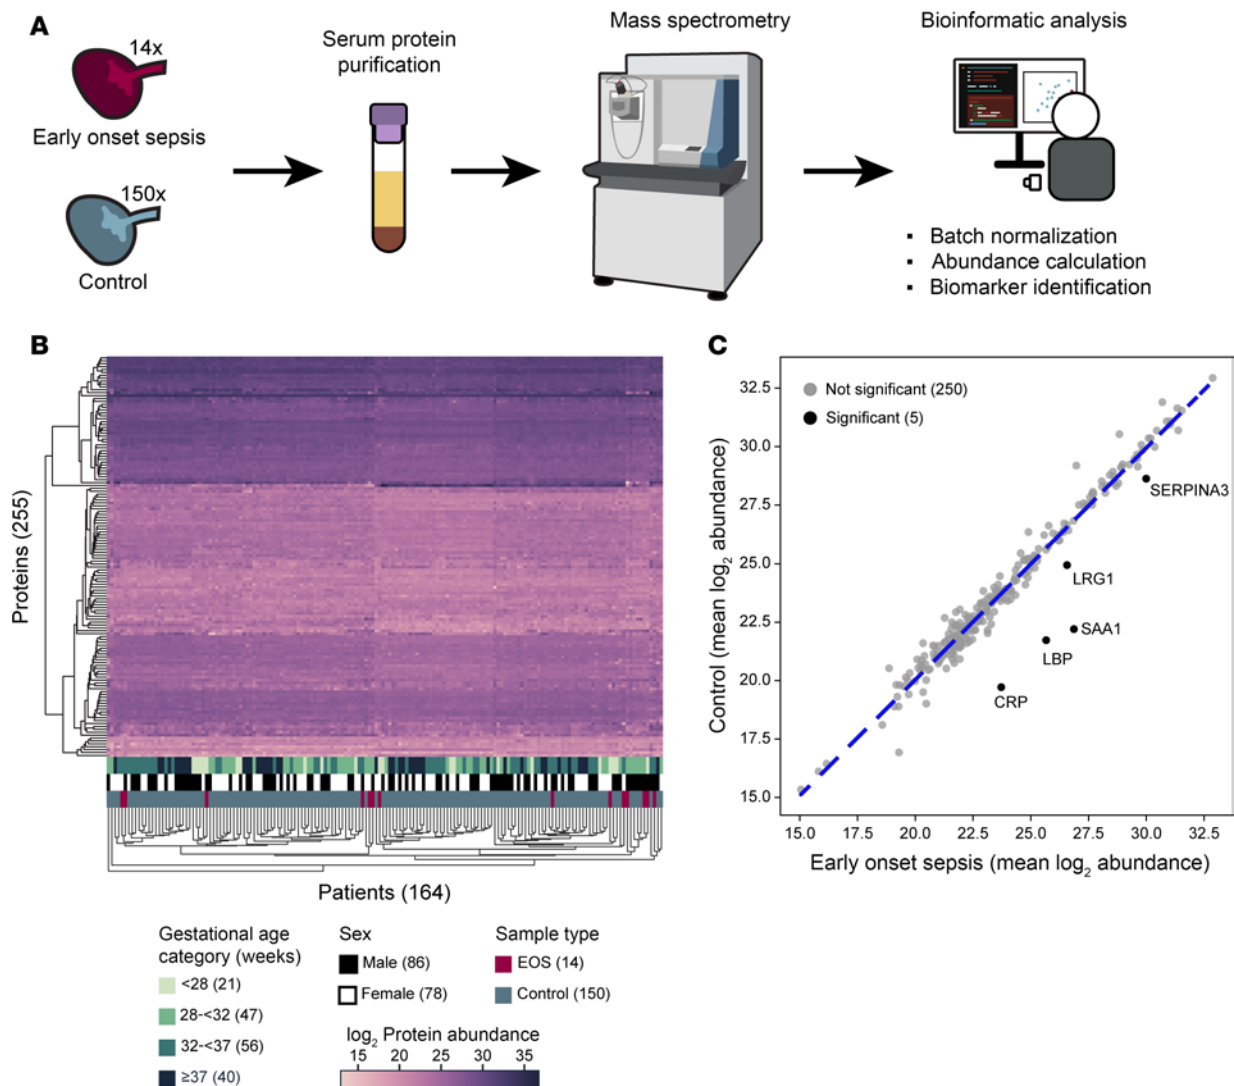 A
14x
Early onset sepsis
150x
Control
Serum protein
purification
Mass spectrometry
Bioinformatic analysis
▪ Batch normalization
▪ Abundance calculation
▪ Biomarker identification
B
Proteins (255)
Patients (164)
Gestational age
category (weeks)
<28 (21)
28-<32 (47)
32-<37 (56)
≥37 (40)
Sex
Male (86)
Female (78)
Sample type
EOS (14)
Control (150)
log₂ Protein abundance
15 20 25 30 35
C
Not significant (250)
Significant (5)
Control (mean log₂ abundance)
32.5
30.0
27.5
25.0
22.5
20.0
17.5
15.0
SERPINA3
LRG1
SAA1
LBP
CRP
15.0 17.5 20.0 22.5 25.0 27.5 30.0 32.5
Early onset sepsis (mean log₂ abundance)